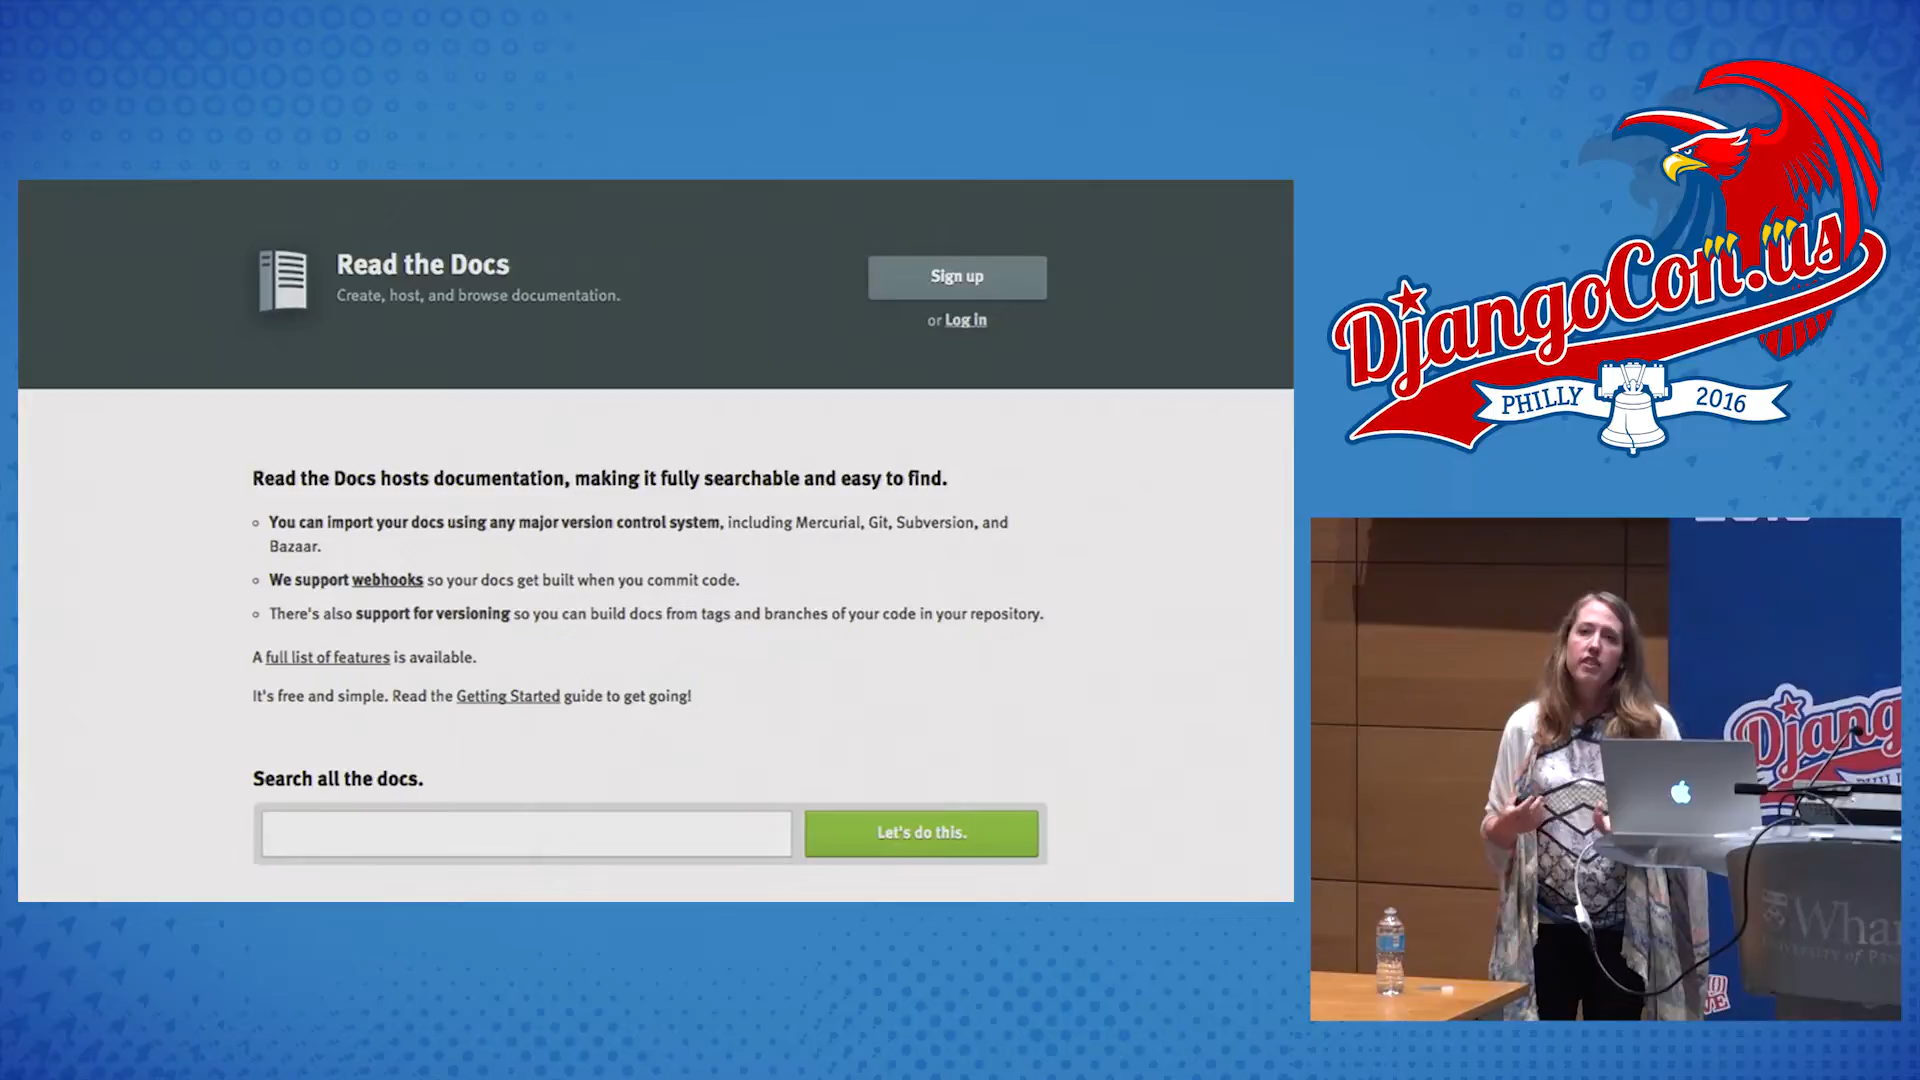 Read the Docs
Create, host, and browse documentation.
Sign up
or Log in
Read the Docs hosts documentation, making it fully searchable and easy to find.
You can import your docs using any major version control system, including Mercurial, Git, Subversion, and
Bazaar.
We support webhooks so your docs get built when you commit code.
There's also support for versioning so you can build docs from tags and branches of your code in your repository.
A full list of features is available.
It's free and simple. Read the Getting Started guide to get going!
Search all the docs.
Let's do this.
DjangoCon.us
PHILLY 2016
Djang
Wha
UNIVERSITY of PEN